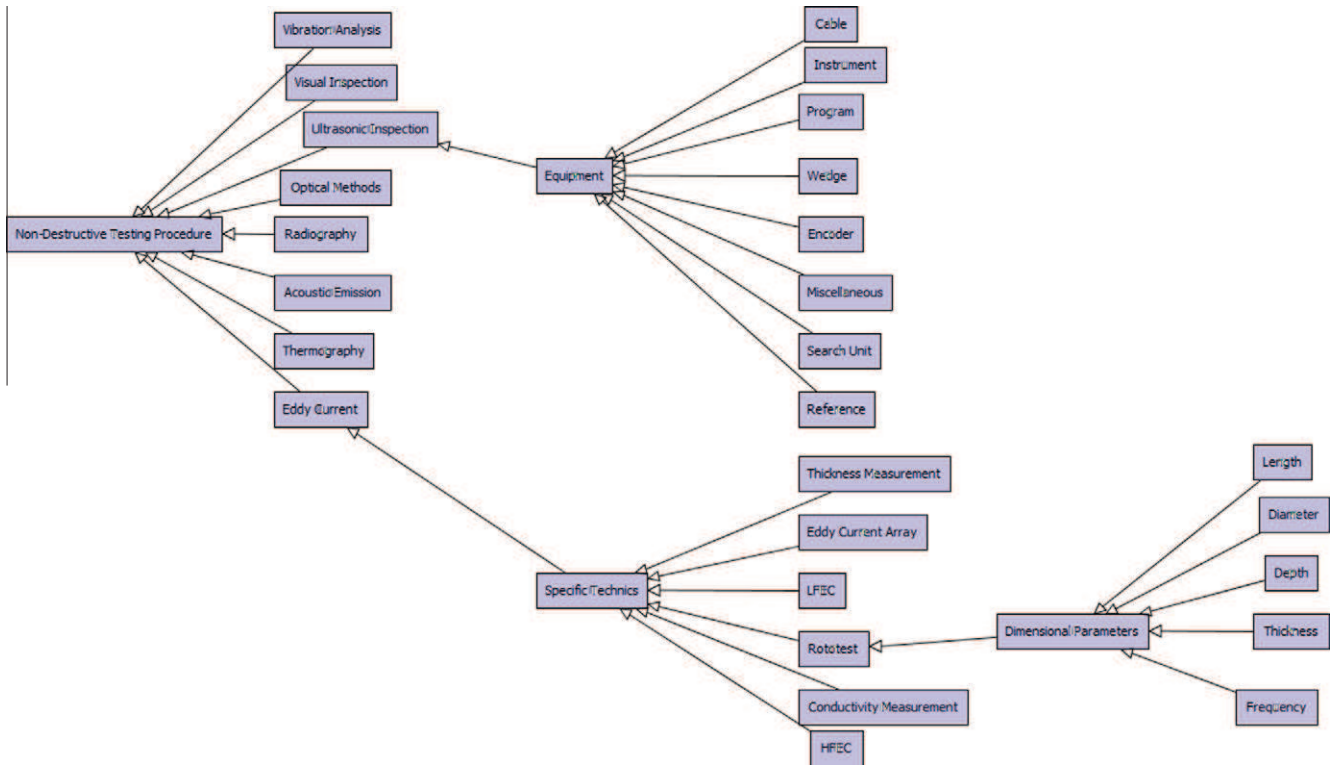 Vibration Analysis
Visual Inspection
Ultrasonic Inspection
Optical Methods
Non-Destructive Testing Procedure
Radiography
Acoustic Emission
Thermography
Eddy Current
Equipment
Cable
Instrument
Program
Wedge
Encoder
Miscellaneous
Search Unit
Reference
Specific Technics
Thickness Measurement
Eddy Current Array
LFEC
Rototest
Conductivity Measurement
HFEC
Dimensional Parameters
Length
Diameter
Depth
Thickness
Frequency